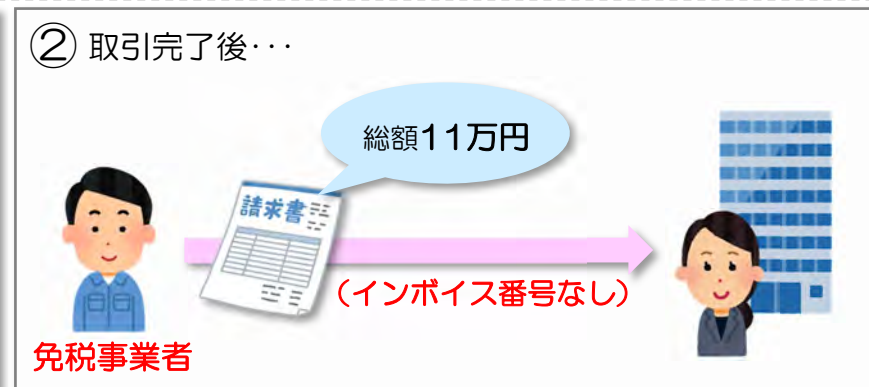 ② 取引完了後･･･
総額11万円
請求書
（インボイス番号なし）
免税事業者